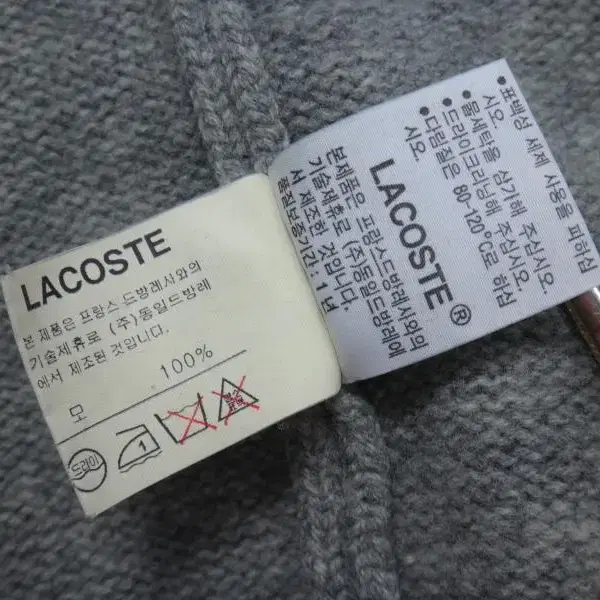 LACOSTE
본 제품은 프랑스 드방레시와의
기술제휴로 (주)동일드방레
에서 제조된 것입니다.
모 100%
드라이
1
염소
표백
LACOSTE®
본제품은 프랑스드방레사와의
기술제휴로 (주)동일드방레에
서 제조한 것입니다.
품질보증기간: 1년
• 표백성 세제 사용을 피하십
시오.
• 물세탁을 삼가해 주십시오.
• 드라이크리닝해 주십시오.
• 다림질은 80-120°C로 하십
시오.